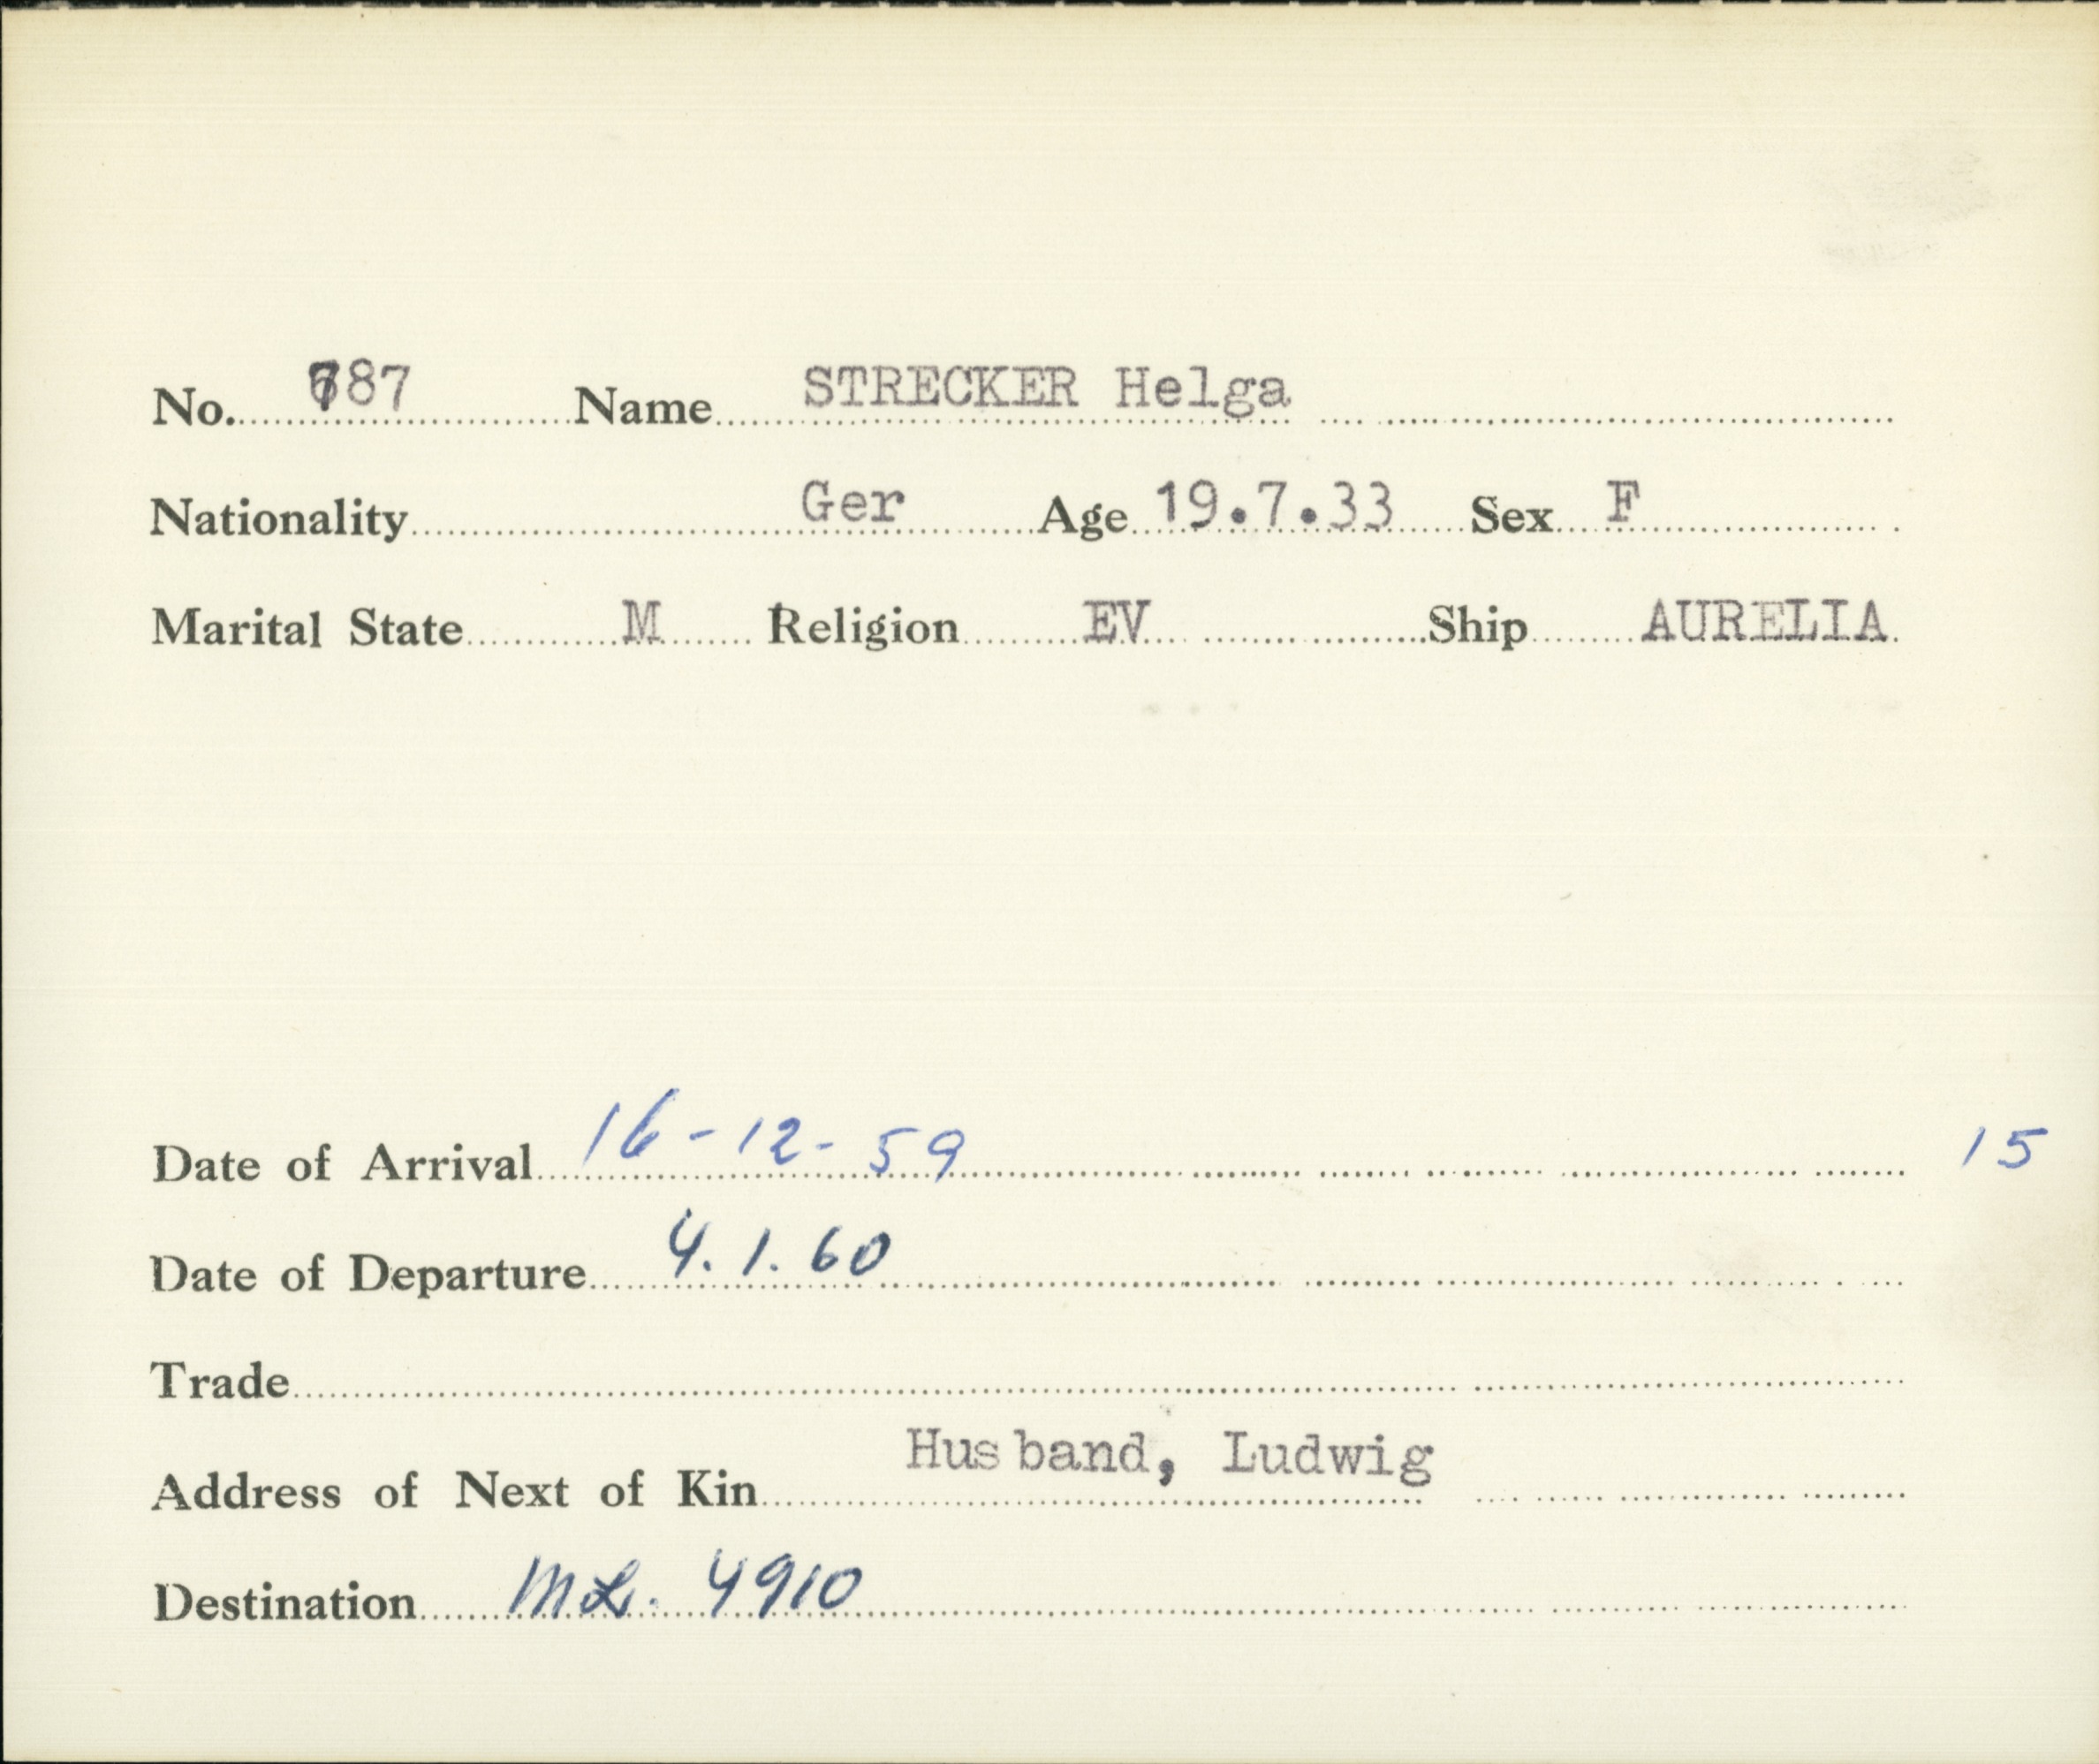 No. 787 Name STRECKER Helga
Nationality Ger Age 19.7.33 Sex F
Marital State M Religion EV Ship AURELIA
Date of Arrival 16-12-59 15
Date of Departure 4.1.60
Trade
Address of Next of Kin Husband, Ludwig
Destination 4910